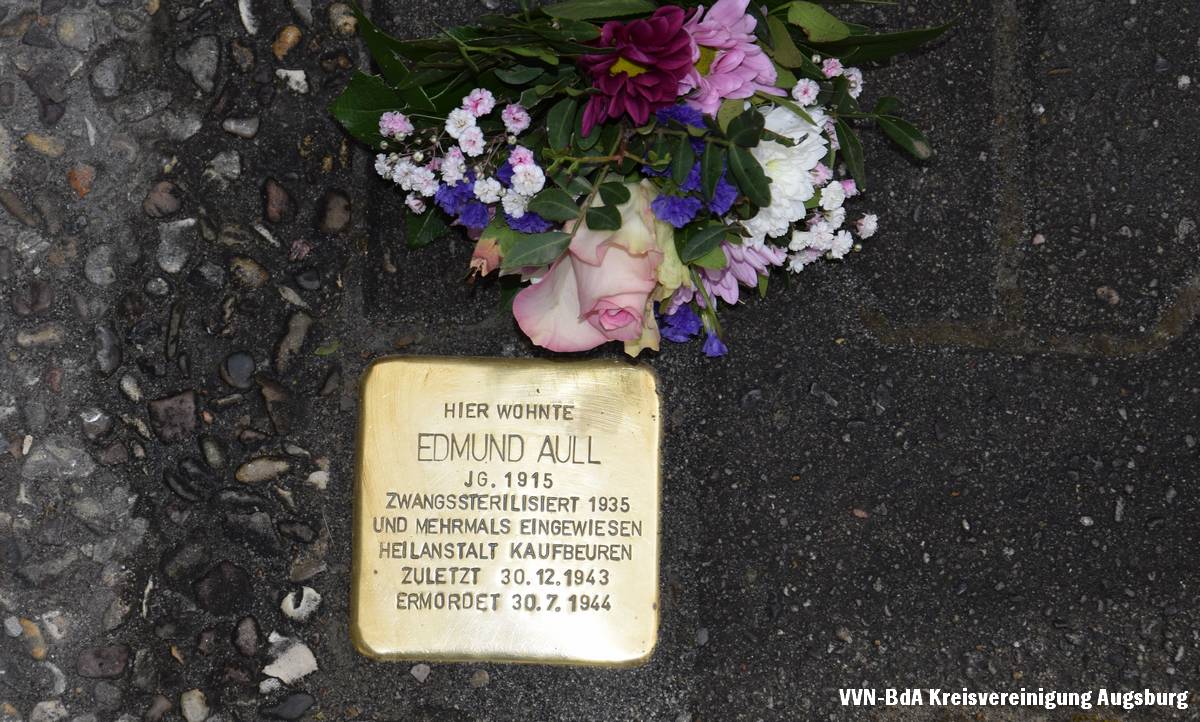 HIER WOHNTE
EDMUND AULL
JG. 1915
ZWANGSSTERILISIERT 1935
UND MEHRMALS EINGEWIESEN
HEILANSTALT KAUFBEUREN
ZULETZT 30.12.1943
ERMORDET 30.7.1944
VVN-BdA Kreisvereinigung Augsburg